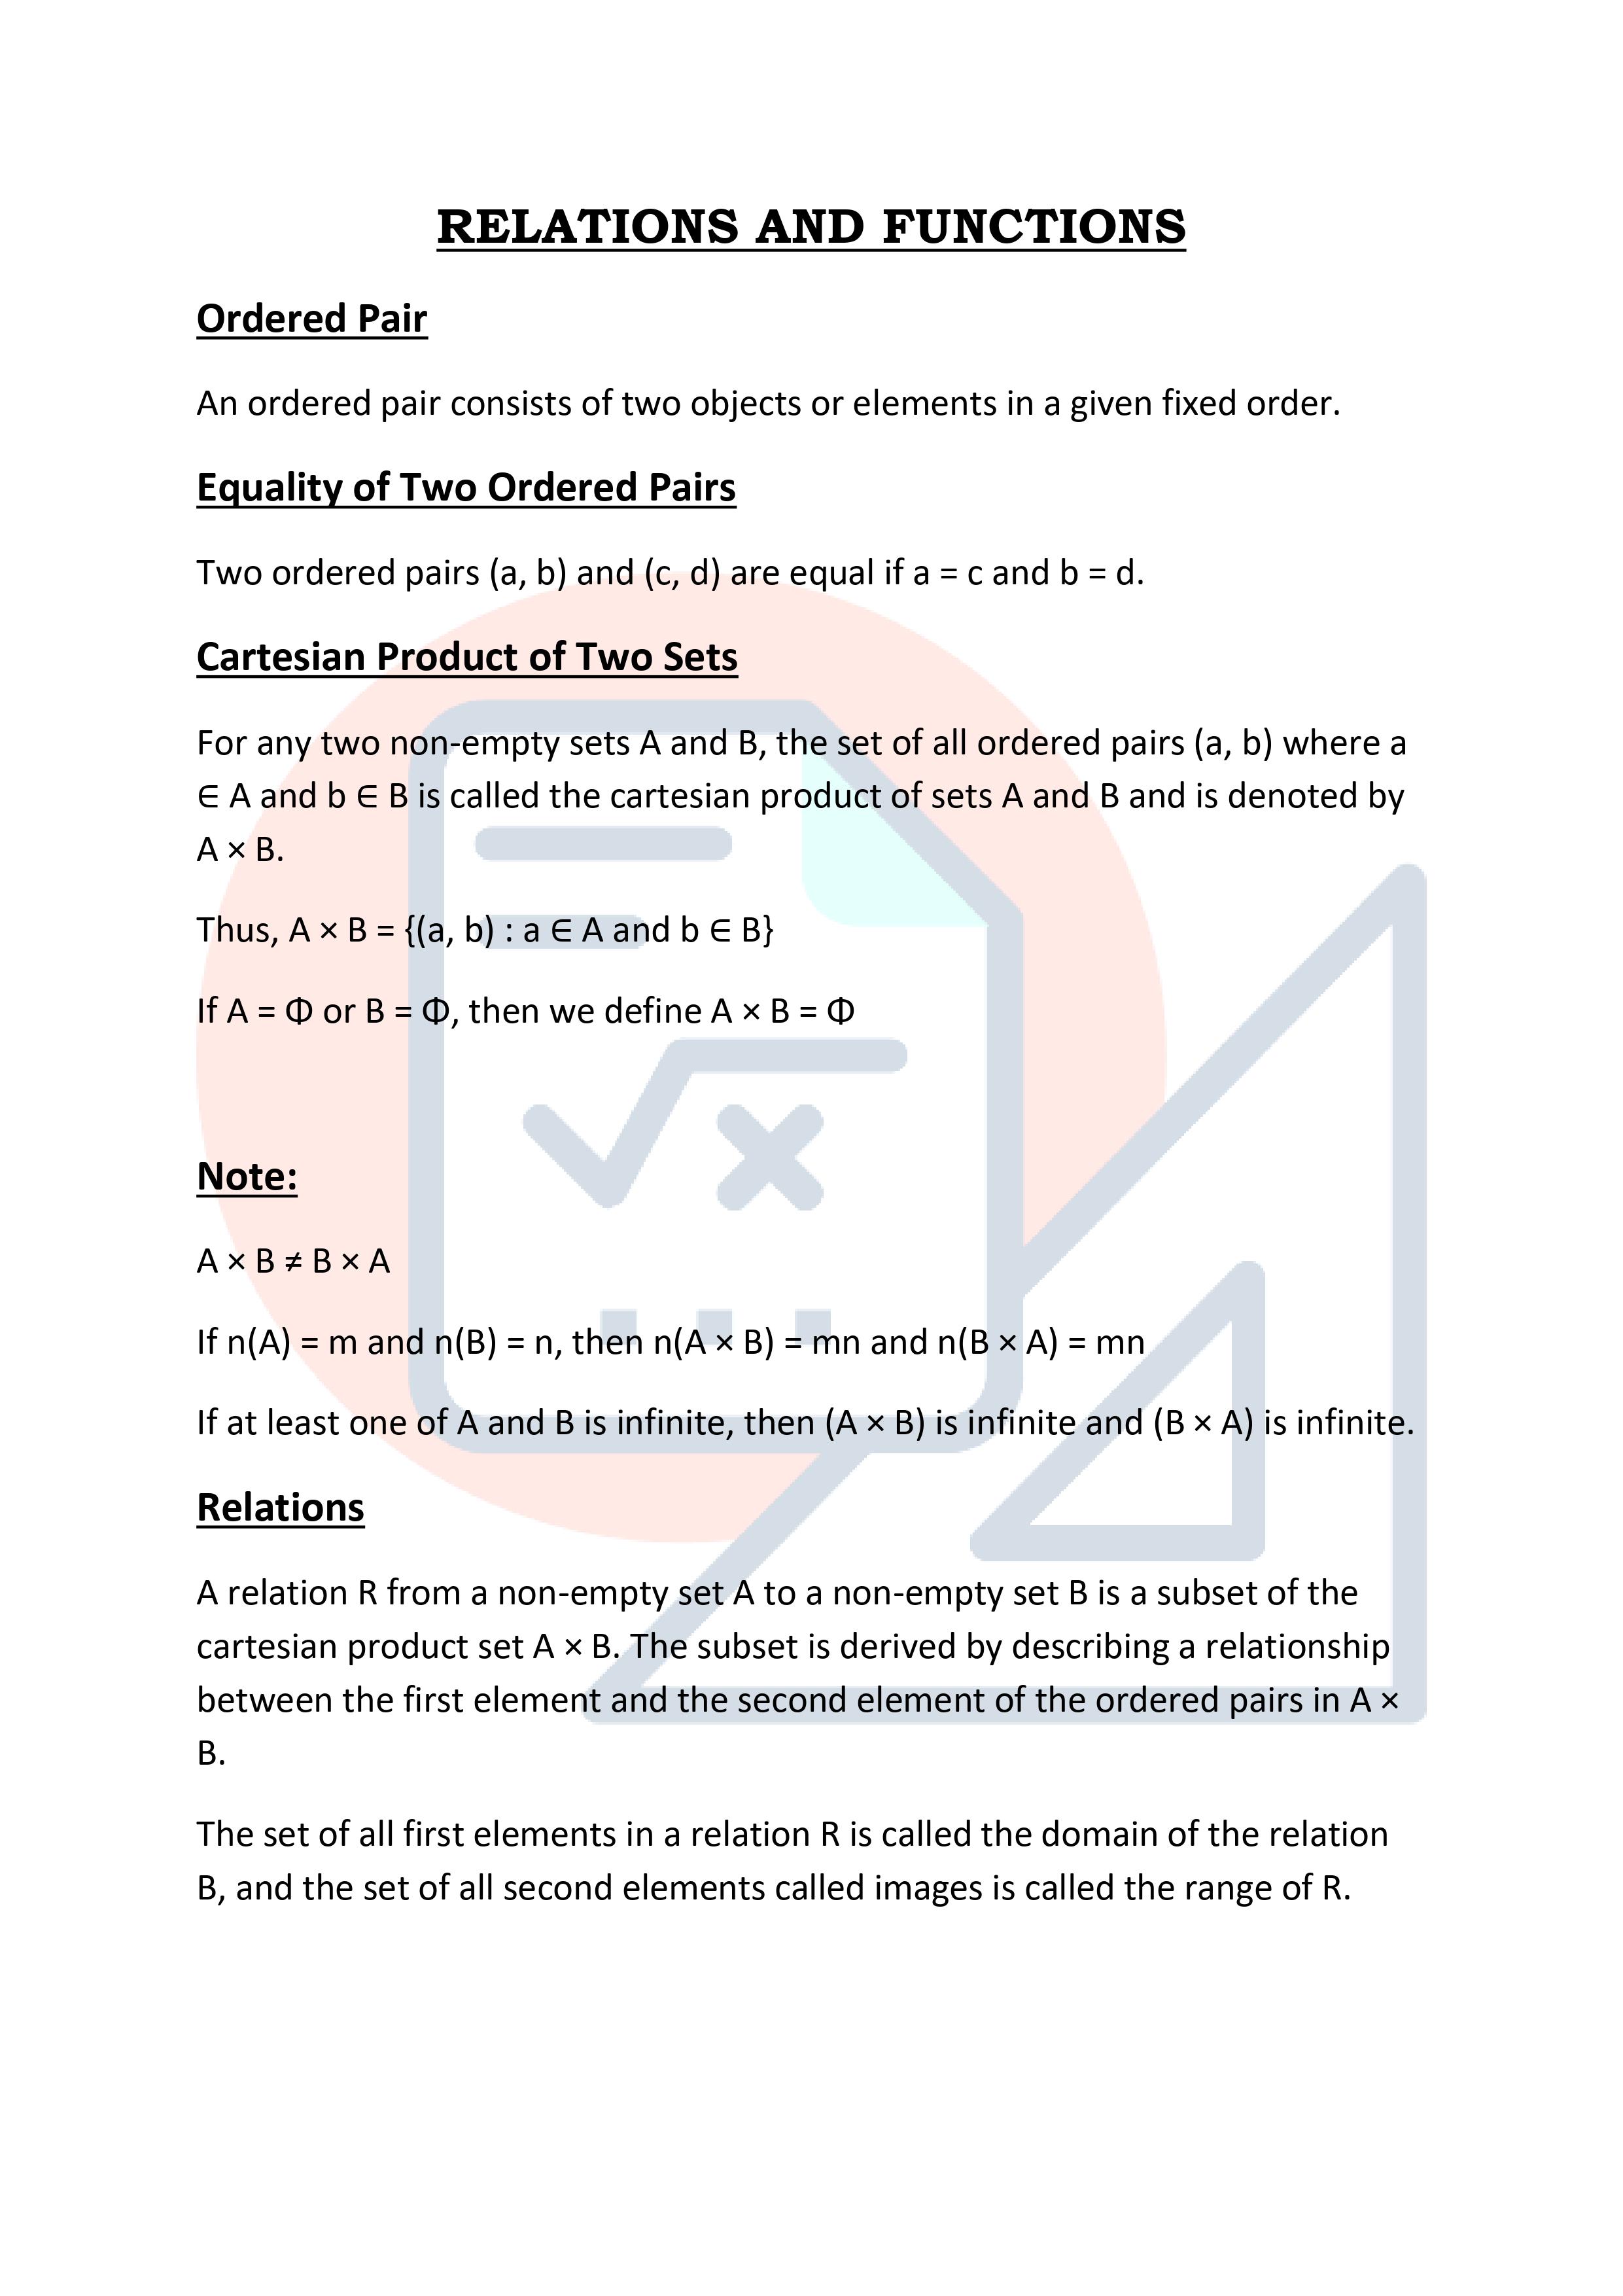 RELATIONS AND FUNCTIONS
Ordered Pair
An ordered pair consists of two objects or elements in a given fixed order.
Equality of Two Ordered Pairs
Two ordered pairs (a, b) and (c, d) are equal if a = c and b = d.
Cartesian Product of Two Sets
For any two non-empty sets A and B, the set of all ordered pairs (a, b) where a
∈ A and b ∈ B is called the cartesian product of sets A and B and is denoted by
A × B.
Thus, A × B = {(a, b) : a ∈ A and b ∈ B}
If A = Φ or B = Φ, then we define A × B = Φ
Note:
A × B ≠ B × A
If n(A) = m and n(B) = n, then n(A × B) = mn and n(B × A) = mn
If at least one of A and B is infinite, then (A × B) is infinite and (B × A) is infinite.
Relations
A relation R from a non-empty set A to a non-empty set B is a subset of the
cartesian product set A × B. The subset is derived by describing a relationship
between the first element and the second element of the ordered pairs in A ×
B.
The set of all first elements in a relation R is called the domain of the relation
B, and the set of all second elements called images is called the range of R.